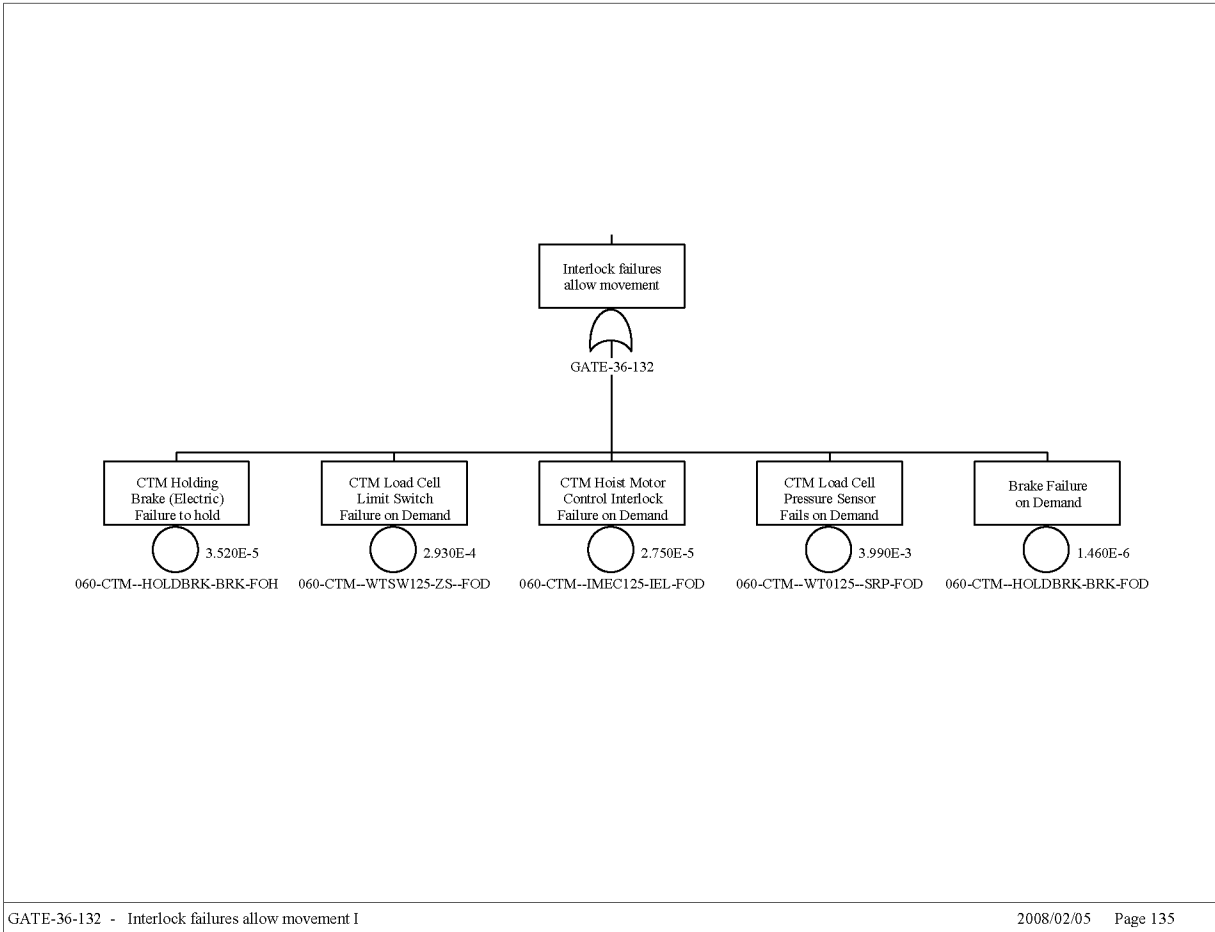 Interlock failures
allow movement
GATE-36-132
CTM Holding
Brake (Electric)
Failure to hold
3.520E-5
060-CTM--HOLDBRK-BRK-FOH
CTM Load Cell
Limit Switch
Failure on Demand
2.930E-4
060-CTM--WTSW125-ZS--FOD
CTM Hoist Motor
Control Interlock
Failure on Demand
2.750E-5
060-CTM--IMEC125-IEL-FOD
CTM Load Cell
Pressure Sensor
Fails on Demand
3.990E-3
060-CTM--WT0125--SRP-FOD
Brake Failure
on Demand
1.460E-6
060-CTM--HOLDBRK-BRK-FOD
GATE-36-132 - Interlock failures allow movement I
2008/02/05 Page 135